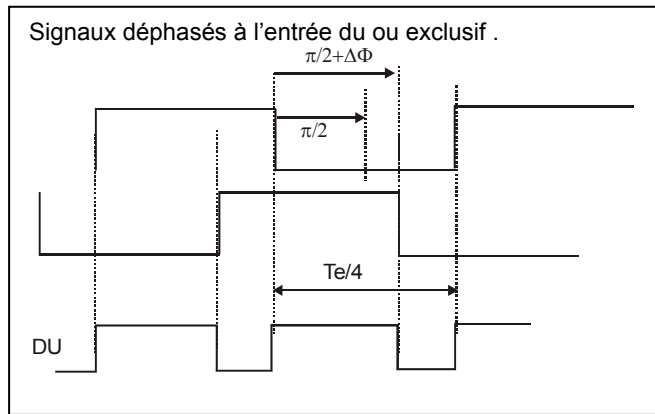 Signaux déphasés à l'entrée du ou exclusif .
π/2+ΔΦ
π/2
Te/4
DU